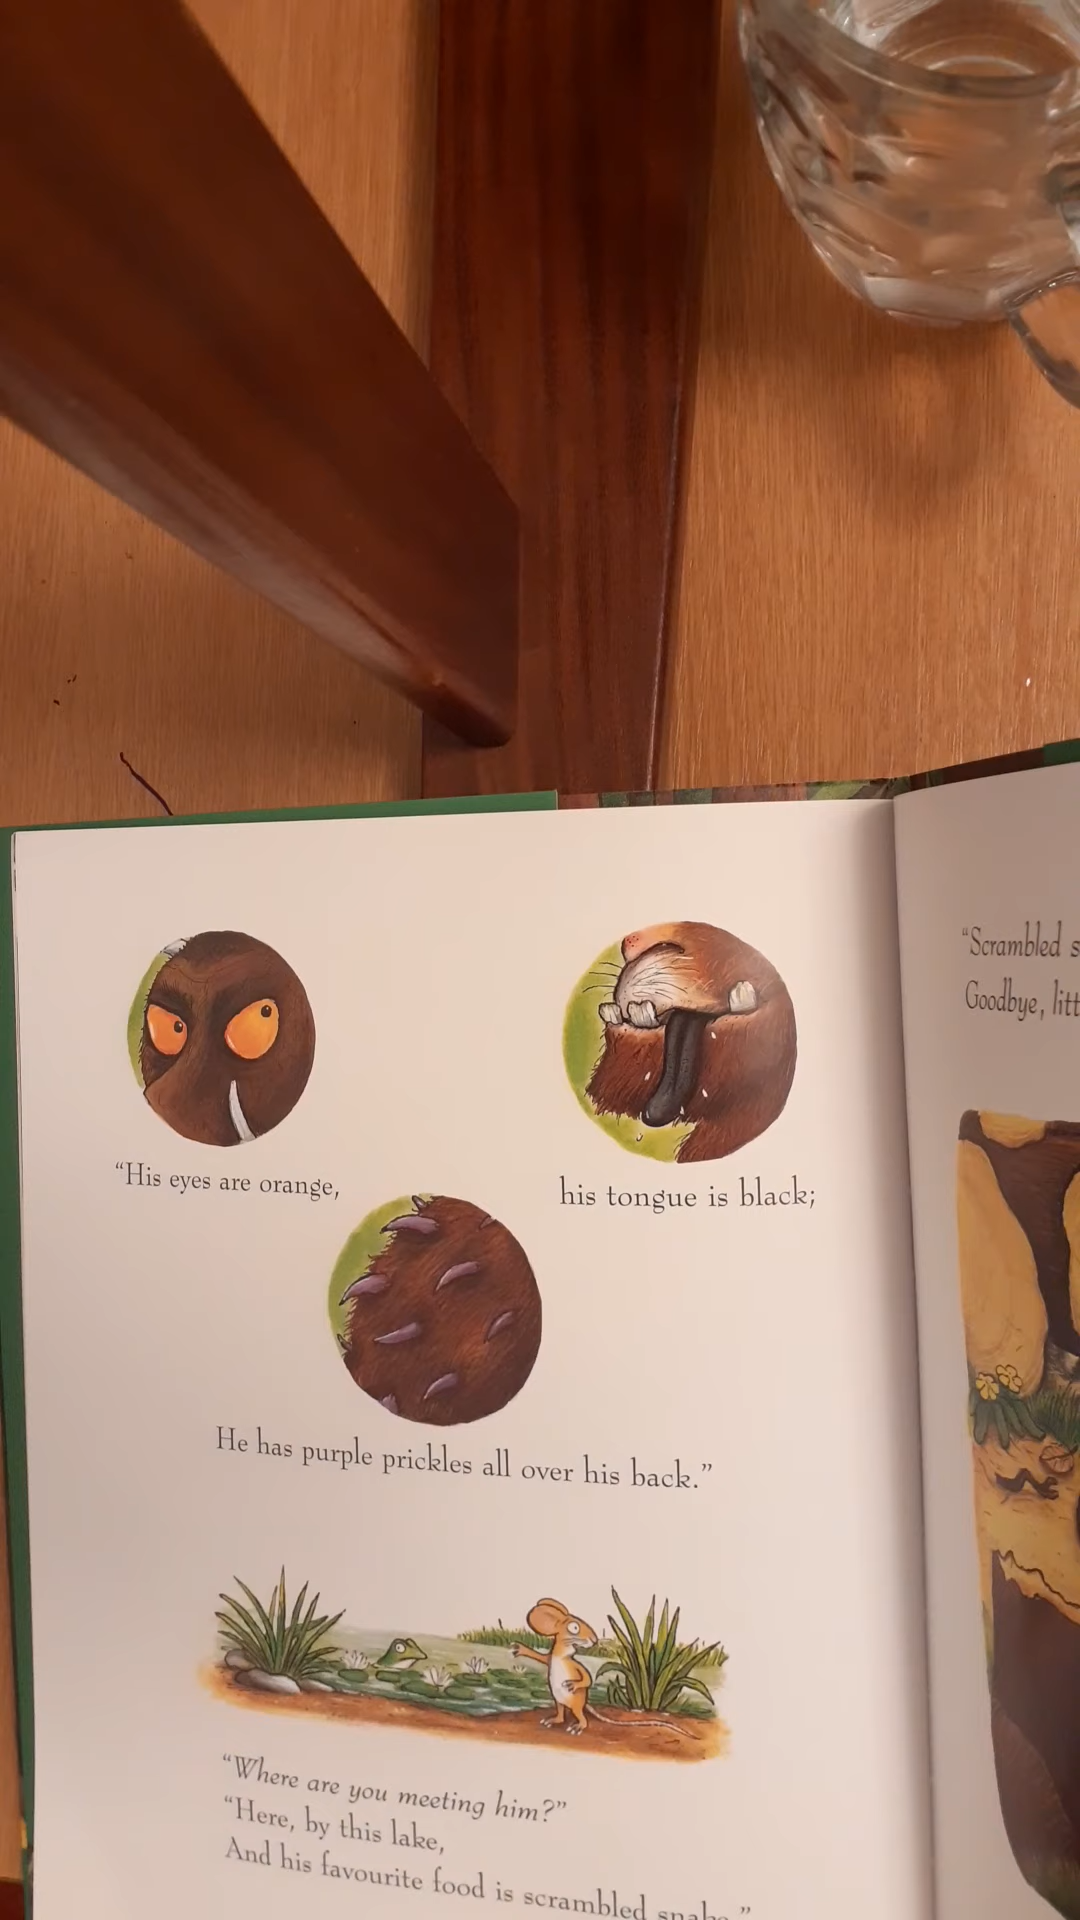 “His eyes are orange,
his tongue is black;
He has purple prickles all over his back.”
“Where are you meeting him?”
“Here, by this lake,
And his favourite food is scrambled snake.”
“Scrambled
Goodbye,